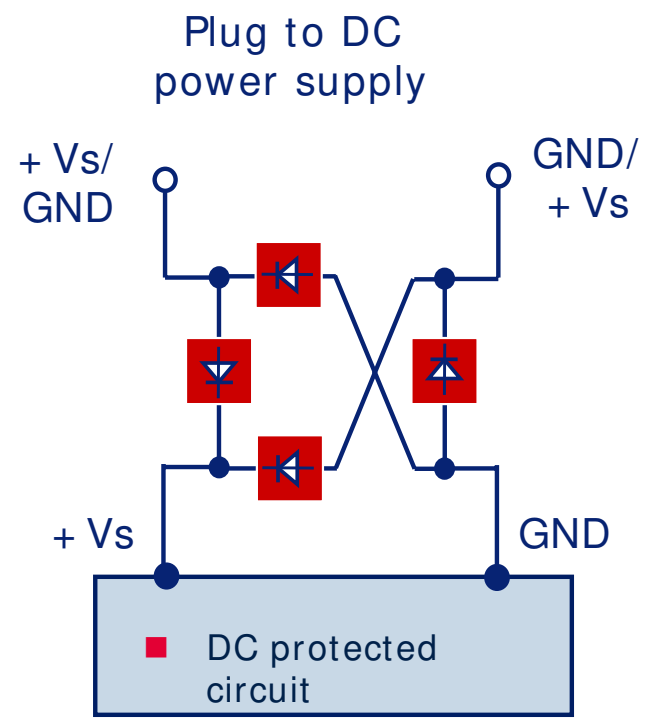 Plug to DC
power supply
+ Vs/
GND
GND/
+ Vs
+ Vs
GND
DC protected
circuit